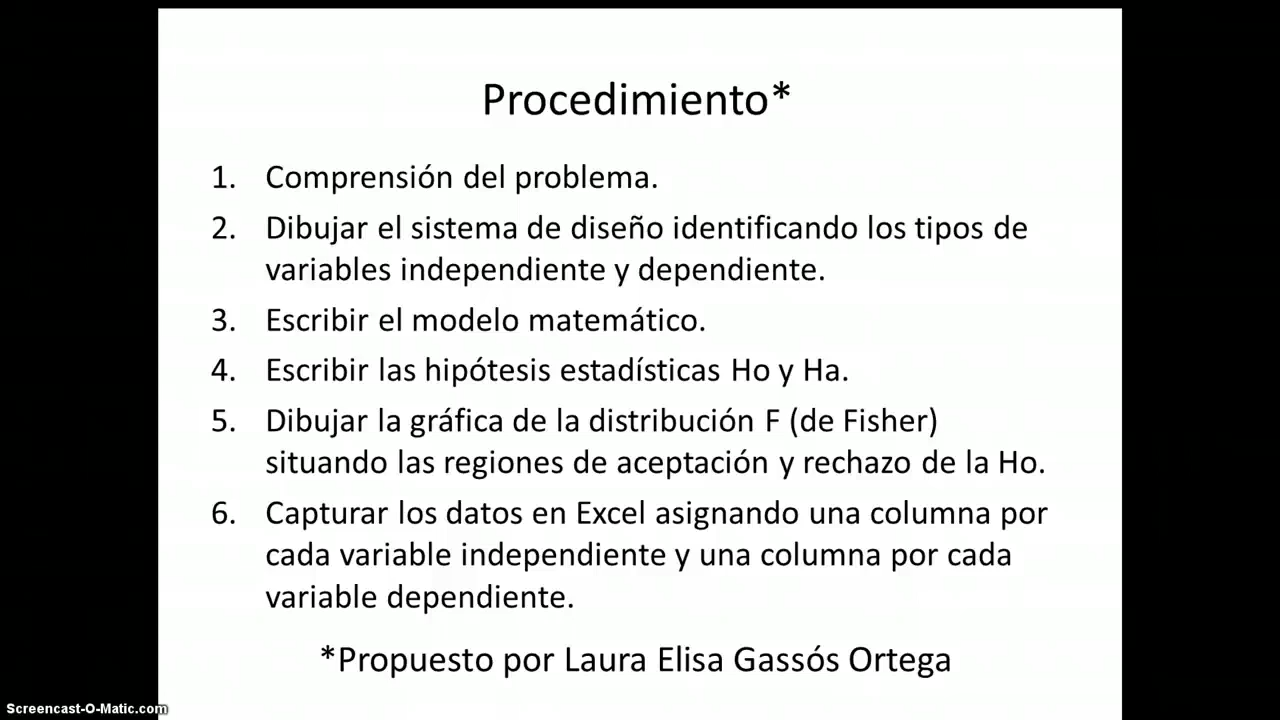 Procedimiento*
1. Comprensión del problema.
2. Dibujar el sistema de diseño identificando los tipos de
variables independiente y dependiente.
3. Escribir el modelo matemático.
4. Escribir las hipótesis estadísticas Ho y Ha.
5. Dibujar la gráfica de la distribución F (de Fisher)
situando las regiones de aceptación y rechazo de la Ho.
6. Capturar los datos en Excel asignando una columna por
cada variable independiente y una columna por cada
variable dependiente.
*Propuesto por Laura Elisa Gassós Ortega
Screencast-O-Matic.com